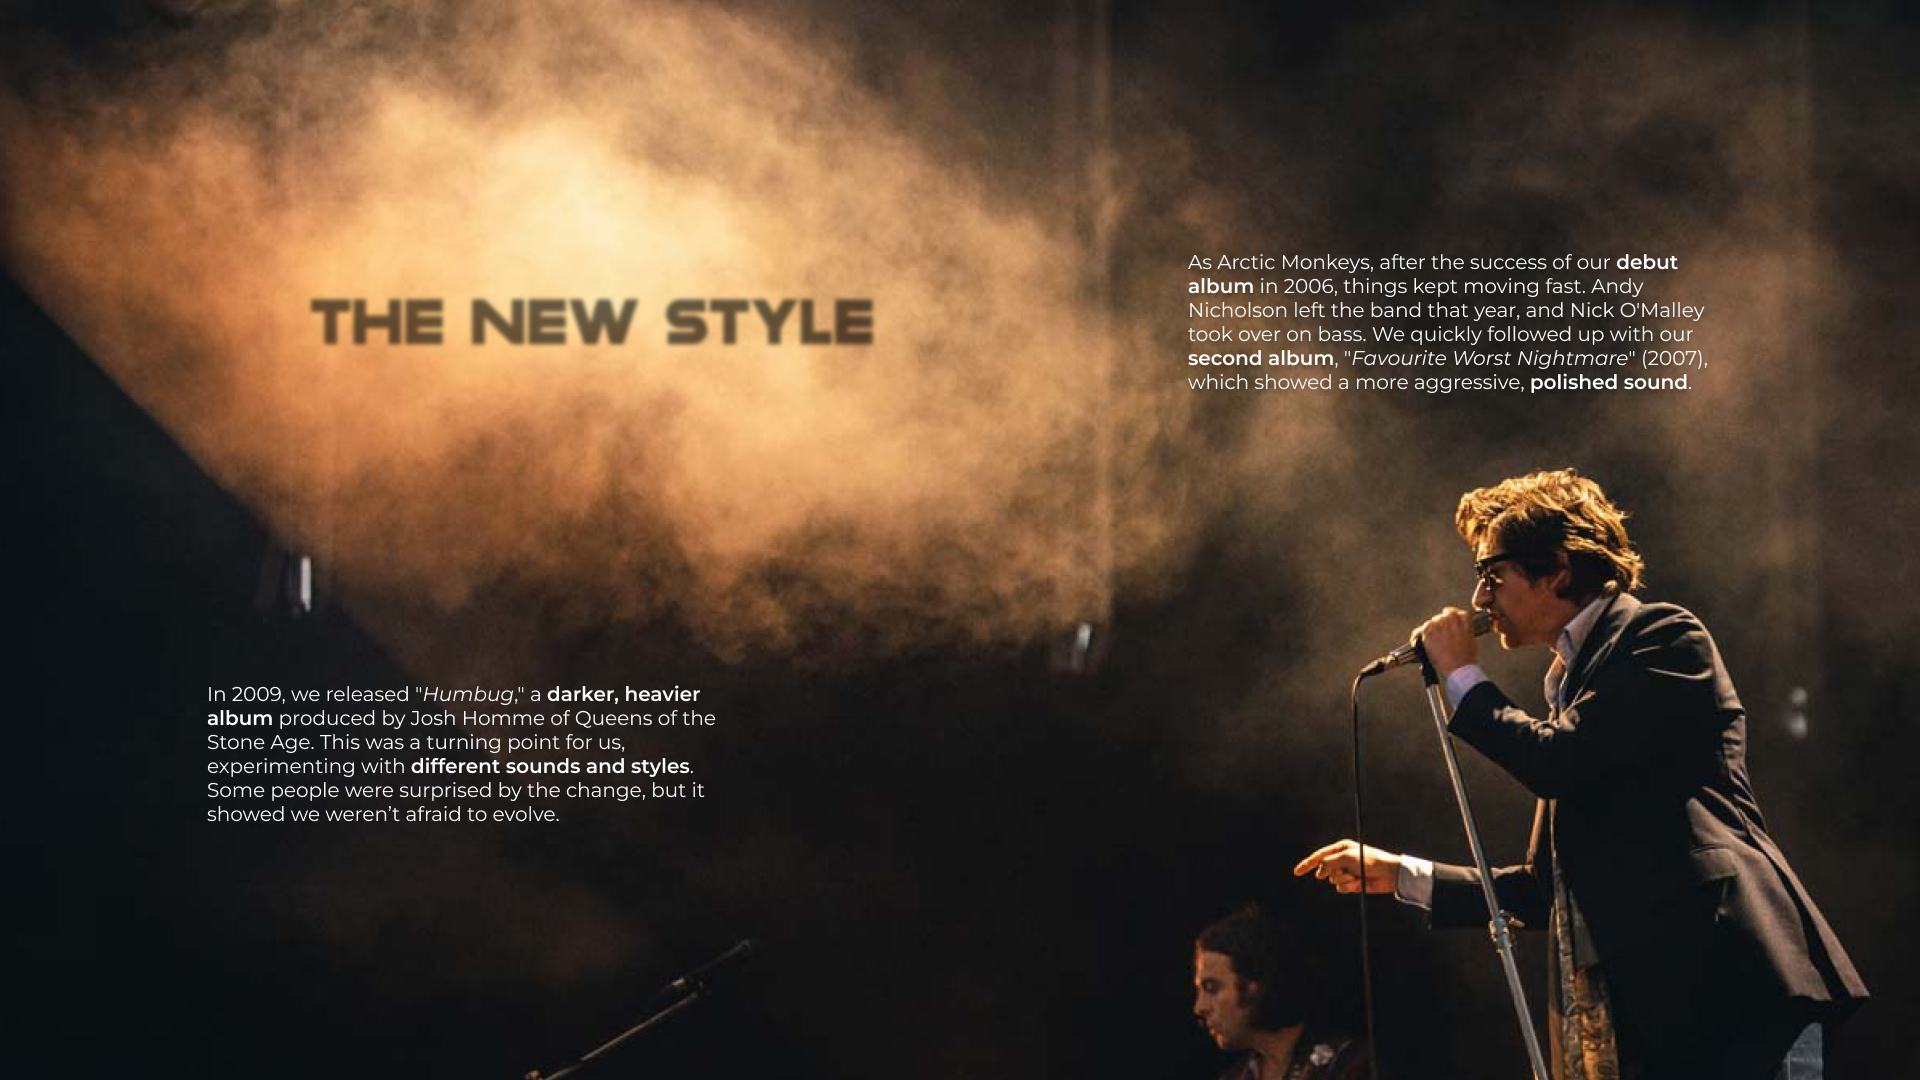 THE NEW STYLE
As Arctic Monkeys, after the success of our debut
album in 2006, things kept moving fast. Andy
Nicholson left the band that year, and Nick O'Malley
took over on bass. We quickly followed up with our
second album, "Favourite Worst Nightmare" (2007),
which showed a more aggressive, polished sound.
In 2009, we released "Humbug," a darker, heavier
album produced by Josh Homme of Queens of the
Stone Age. This was a turning point for us,
experimenting with different sounds and styles.
Some people were surprised by the change, but it
showed we weren’t afraid to evolve.